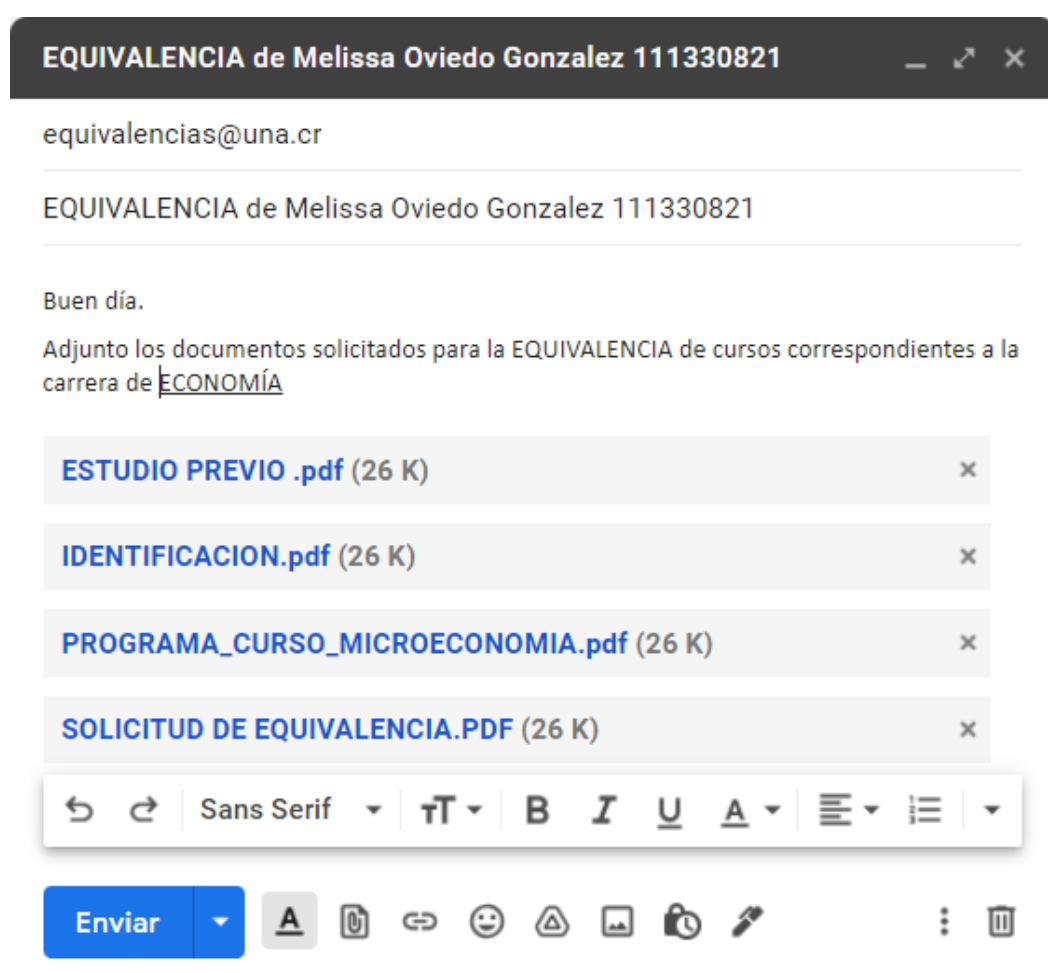 EQUIVALENCIA de Melissa Oviedo Gonzalez 111330821
equivalencias@una.cr
EQUIVALENCIA de Melissa Oviedo Gonzalez 111330821
Buen día.
Adjunto los documentos solicitados para la EQUIVALENCIA de cursos correspondientes a la
carrera de ECONOMÍA
ESTUDIO PREVIO .pdf (26 K)
IDENTIFICACION.pdf (26 K)
PROGRAMA_CURSO_MICROECONOMIA.pdf (26 K)
SOLICITUD DE EQUIVALENCIA.PDF (26 K)
Sans Serif
Enviar